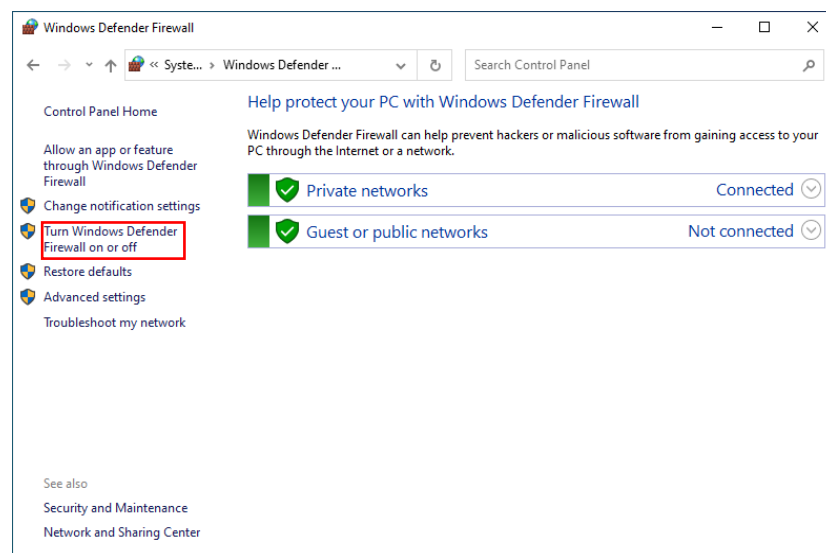 Windows Defender Firewall
« Syste... › Windows Defender ...
Search Control Panel
Control Panel Home
Allow an app or feature
through Windows Defender
Firewall
Change notification settings
Turn Windows Defender
Firewall on or off
Restore defaults
Advanced settings
Troubleshoot my network
See also
Security and Maintenance
Network and Sharing Center
Help protect your PC with Windows Defender Firewall
Windows Defender Firewall can help prevent hackers or malicious software from gaining access to your
PC through the Internet or a network.
Private networks Connected
Guest or public networks Not connected